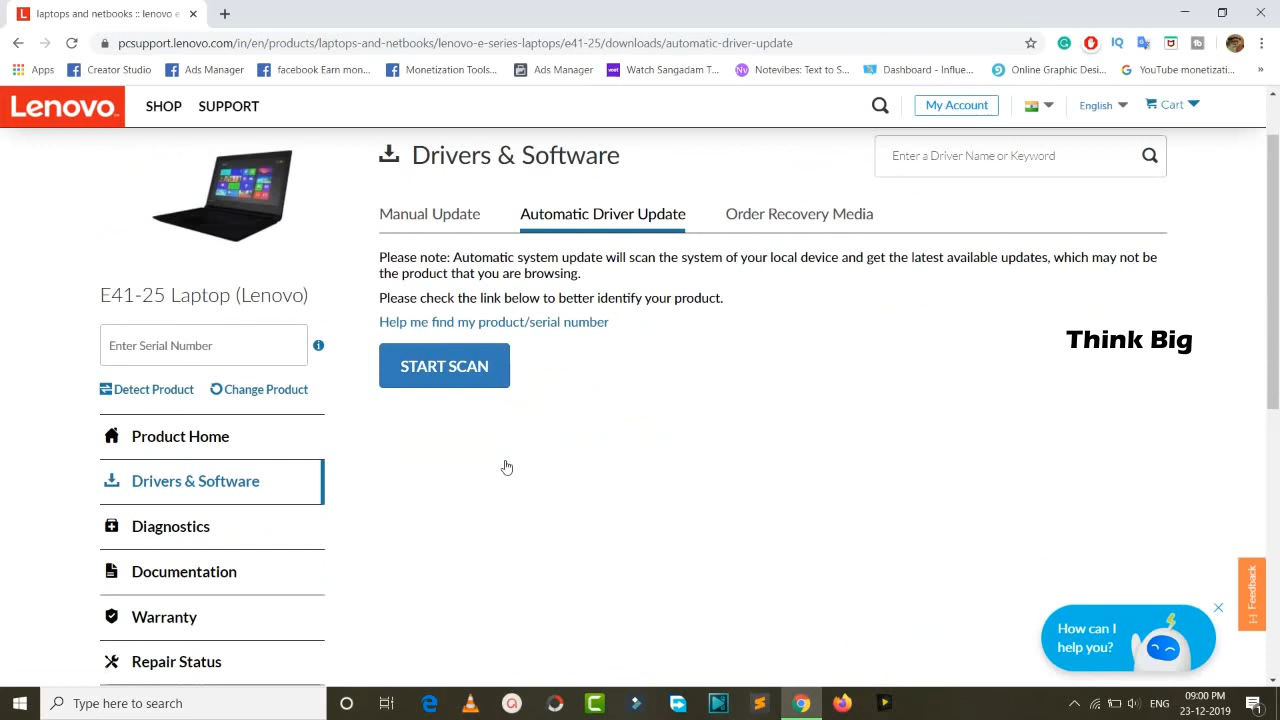 laptops and netbooks :: lenovo e
pcsupport.lenovo.com/in/en/products/laptops-and-netbooks/lenovo-e-series-laptops/e41-25/downloads/automatic-driver-update
Apps Creator Studio Ads Manager facebook Earn mon... Monetization Tools... Ads Manager Watch Sangadam T... Notevibes: Text to S... Dashboard - Influe... Online Graphic Desi... YouTube monetizati... »
Lenovo SHOP SUPPORT My Account English Cart
Drivers & Software
Enter a Driver Name or Keyword
Manual Update Automatic Driver Update Order Recovery Media
Please note: Automatic system update will scan the system of your local device and get the latest available updates, which may not be
the product that you are browsing.
Please check the link below to better identify your product.
Help me find my product/serial number
START SCAN
Think Big
E41-25 Laptop (Lenovo)
Enter Serial Number
Detect Product Change Product
Product Home
Drivers & Software
Diagnostics
Documentation
Warranty
Repair Status
Feedback
How can I
help you?
Type here to search
ENG
09:00 PM
23-12-2019